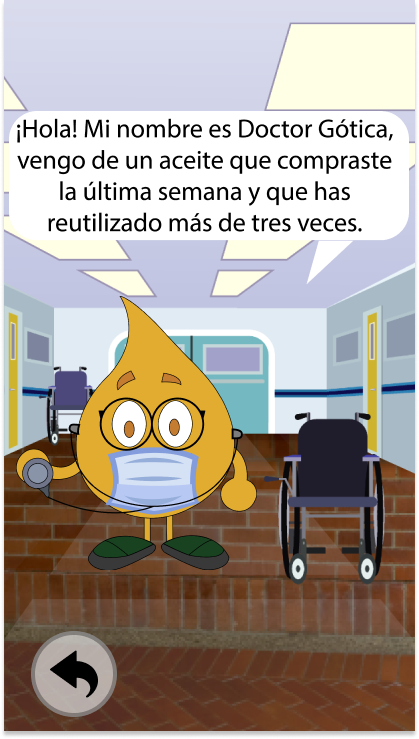 ¡Hola! Mi nombre es Doctor Gótica,
vengo de un aceite que compraste
la última semana y que has
reutilizado más de tres veces.